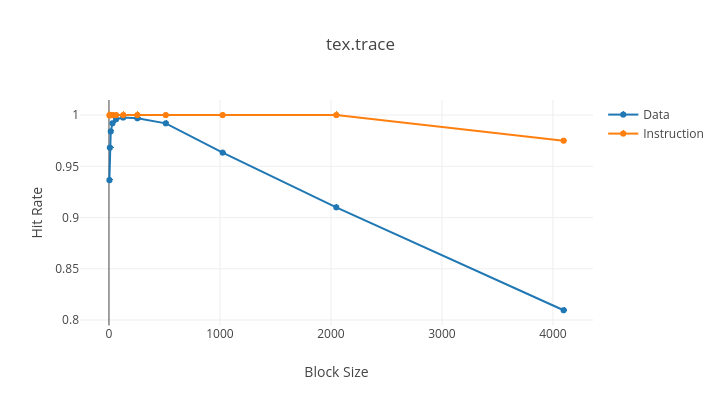 tex.trace
Data
Instruction
1
0.95
0.9
0.85
0.8
Hit Rate
0
1000
2000
3000
4000
Block Size